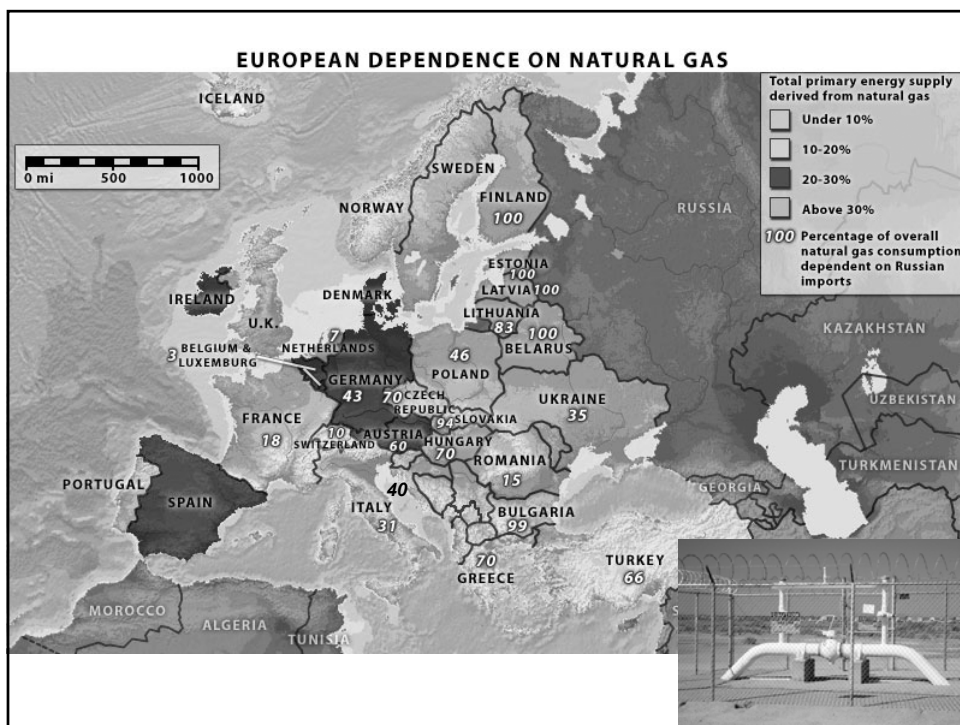 EUROPEAN DEPENDENCE ON NATURAL GAS
Total primary energy supply
derived from natural gas
Under 10%
10-20%
20-30%
Above 30%
100 Percentage of overall
natural gas consumption
dependent on Russian
imports
0 mi 500 1000
ICELAND
SWEDEN
FINLAND
100
NORWAY
RUSSIA
ESTONIA
100
LATVIA 100
LITHUANIA
83
100
BELARUS
DENMARK
IRELAND
U.K.
7
NETHERLANDS
3
BELGIUM &
LUXEMBURG
GERMANY
43
46
POLAND
70 CZECH
REPUBLIC
94 SLOVAKIA
UKRAINE
35
KAZAKHSTAN
UZBEKISTAN
TURKMENISTAN
GEORGIA
FRANCE
18
10
SWITZERLAND
AUSTRIA
60
HUNGARY
70
ROMANIA
15
PORTUGAL
SPAIN
40
ITALY
31
BULGARIA
99
70
GREECE
TURKEY
66
MOROCCO
ALGERIA
TUNISIA